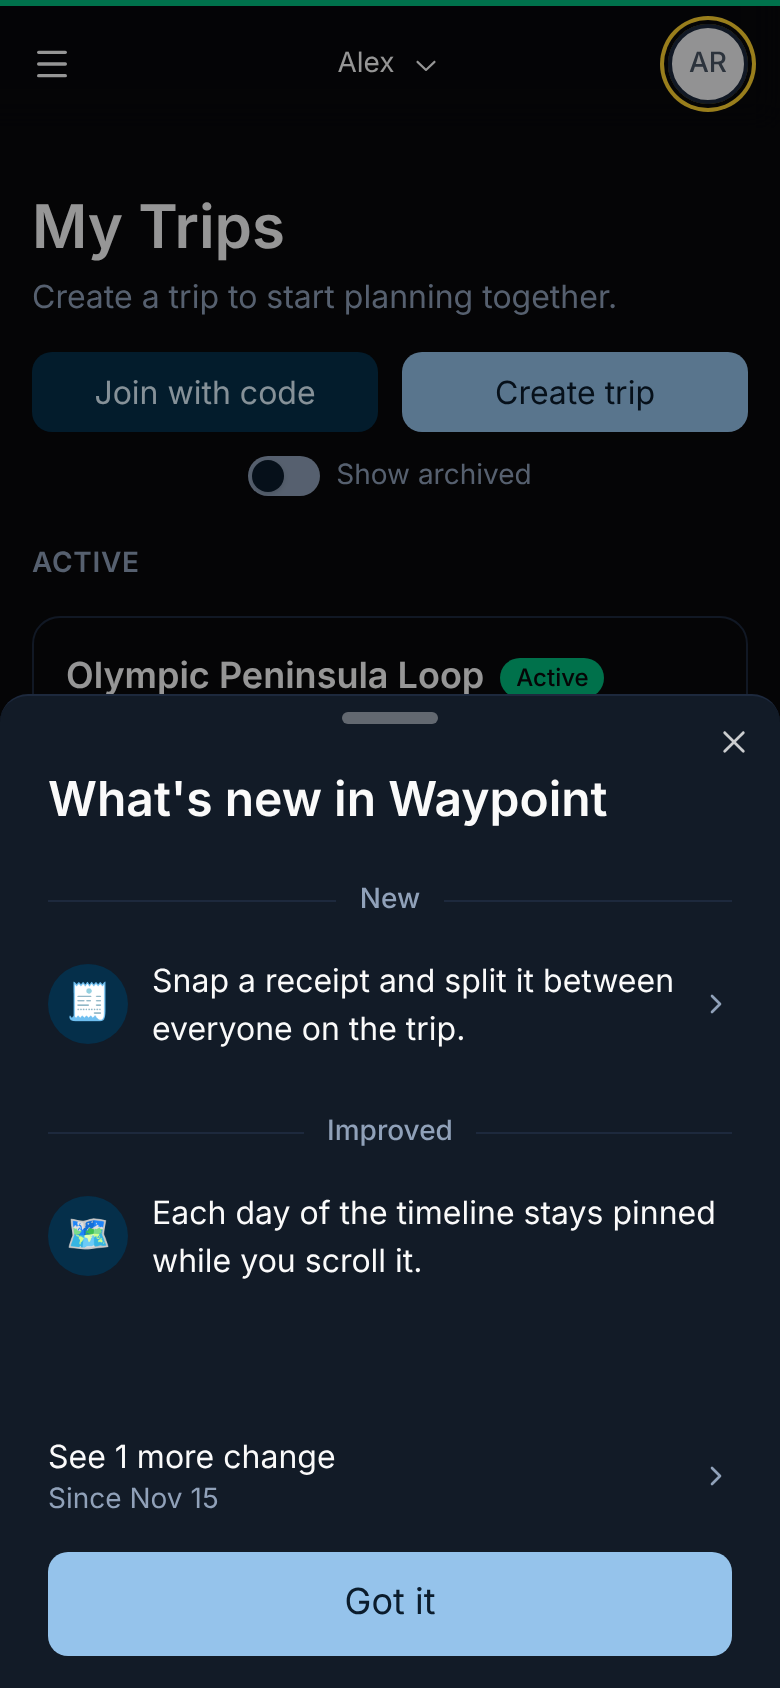 Alex
AR
My Trips
Create a trip to start planning together.
Join with code
Create trip
Show archived
ACTIVE
Olympic Peninsula Loop
Active
What's new in Waypoint
New
Snap a receipt and split it between
everyone on the trip.
Improved
Each day of the timeline stays pinned
while you scroll it.
See 1 more change
Since Nov 15
Got it